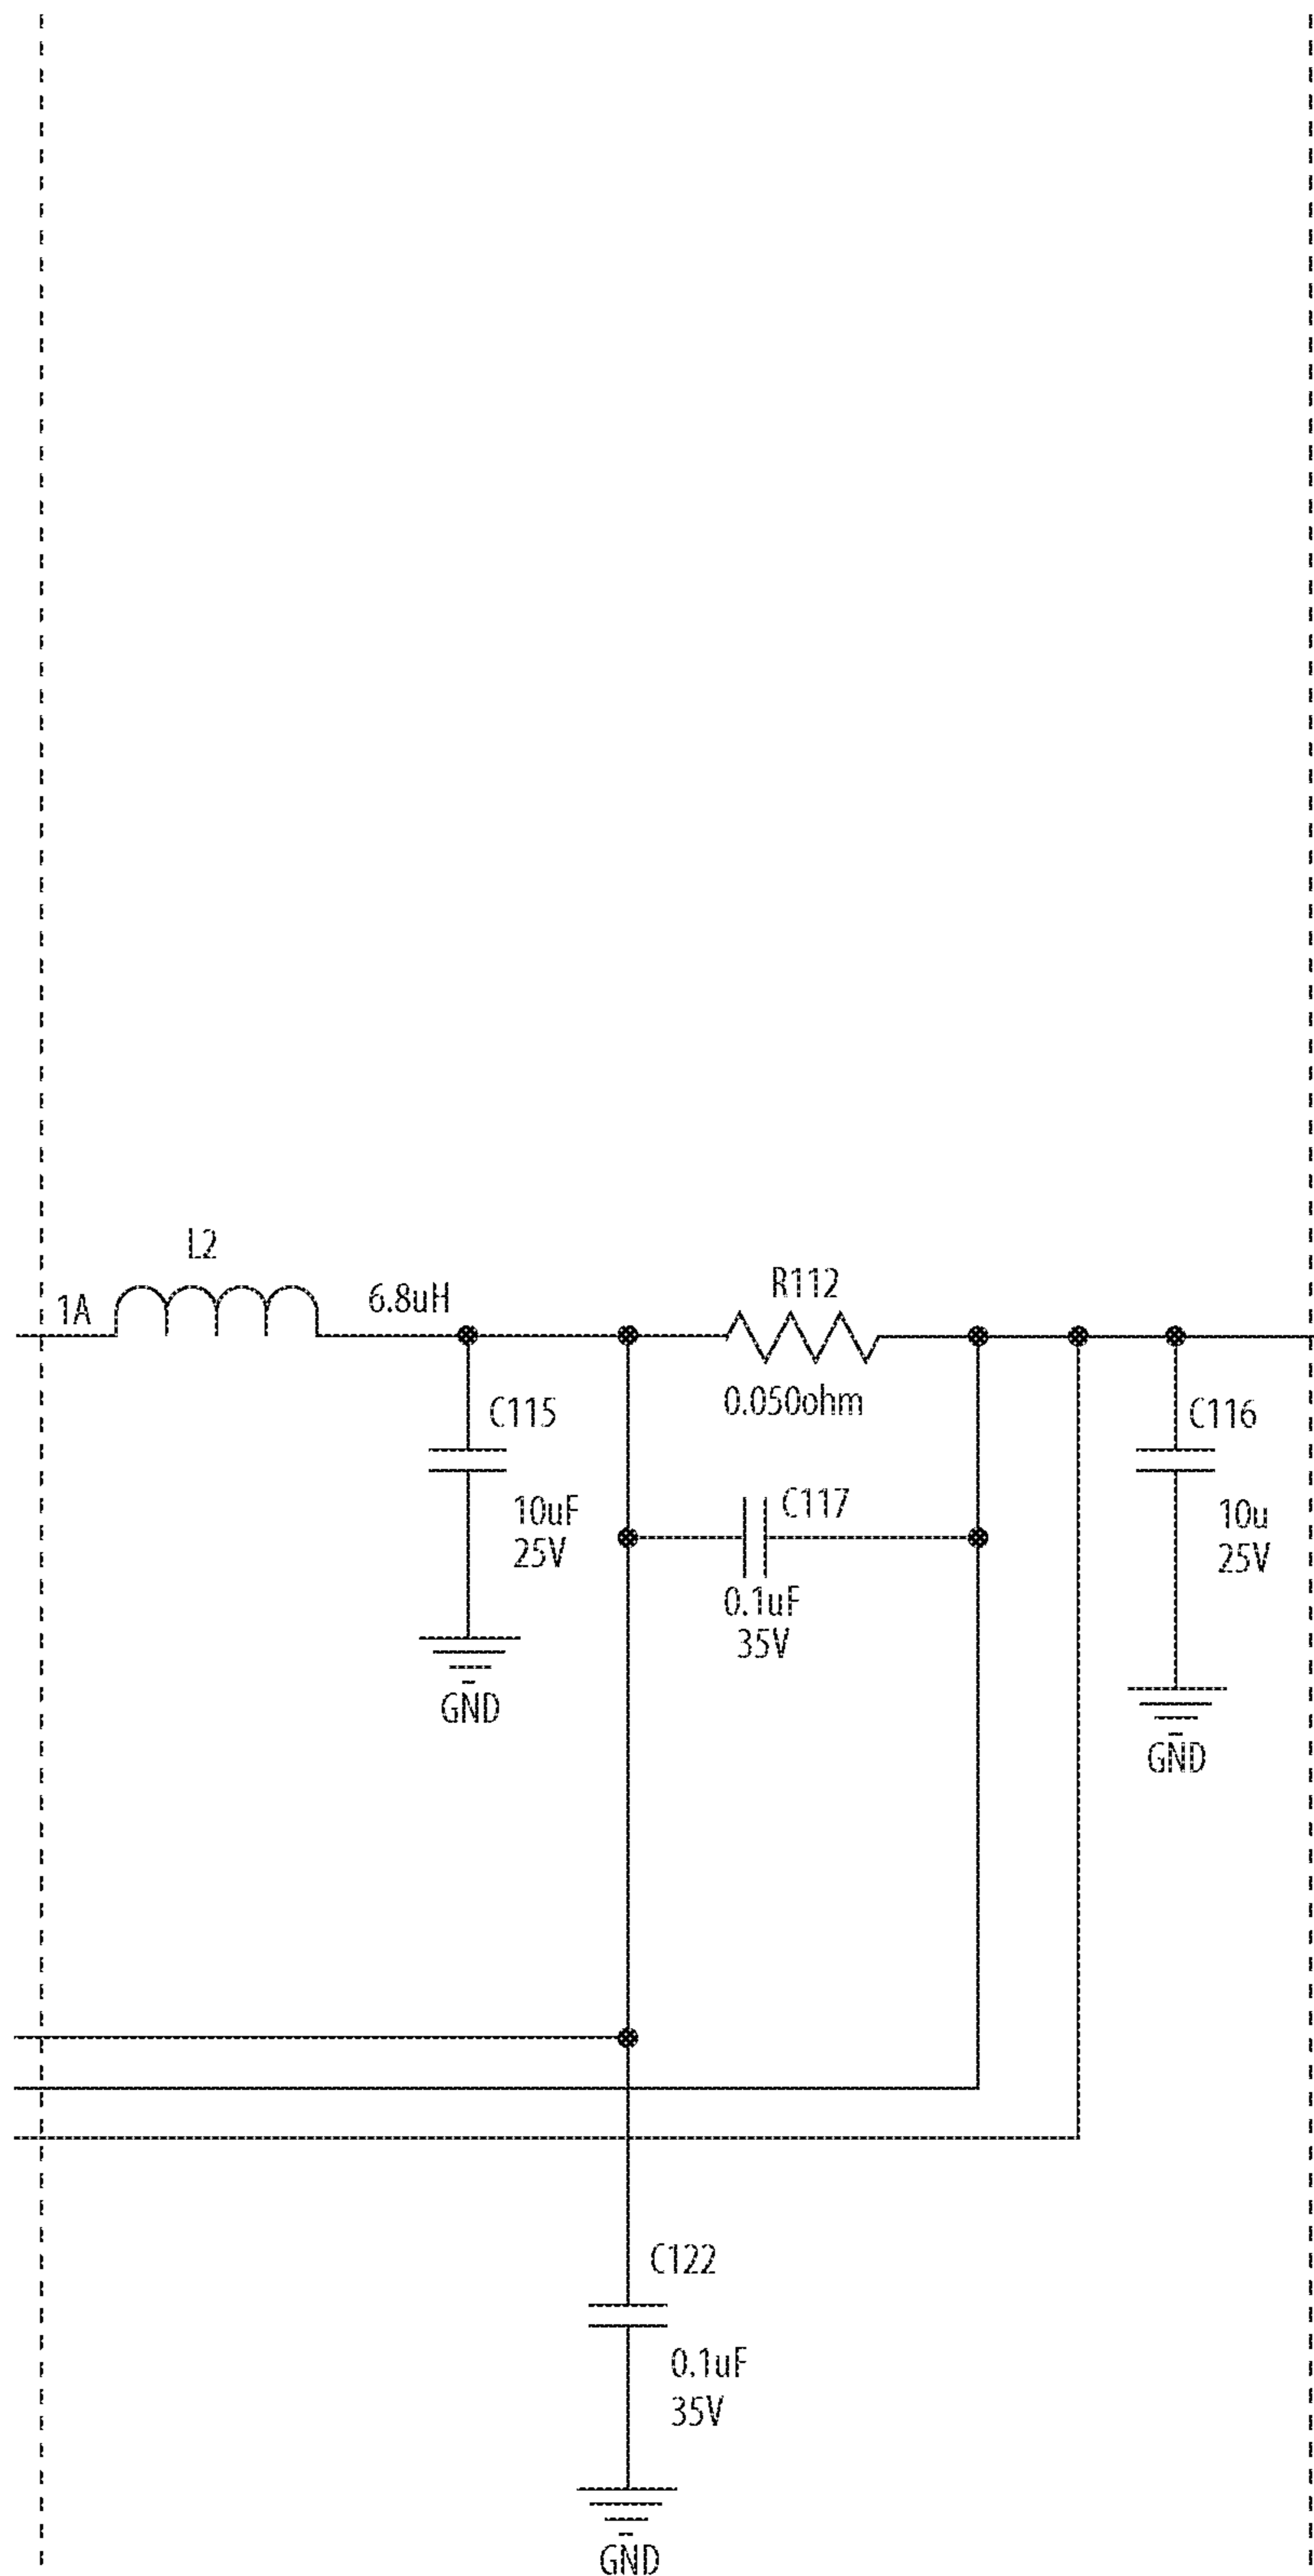 L2
1A
6.8uH
R112
0.050ohm
C115
10uF
25V
GND
C117
0.1uF
35V
C116
10u
25V
GND
C122
0.1uF
35V
GND